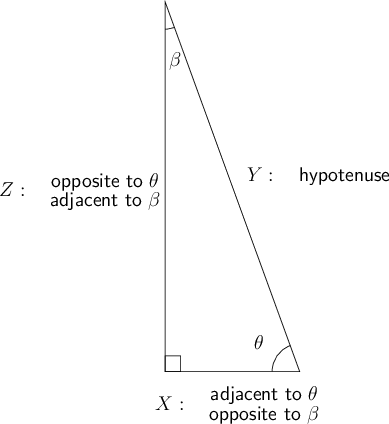 β
Z : opposite to θ
adjacent to β
Y : hypotenuse
θ
X : adjacent to θ
opposite to β